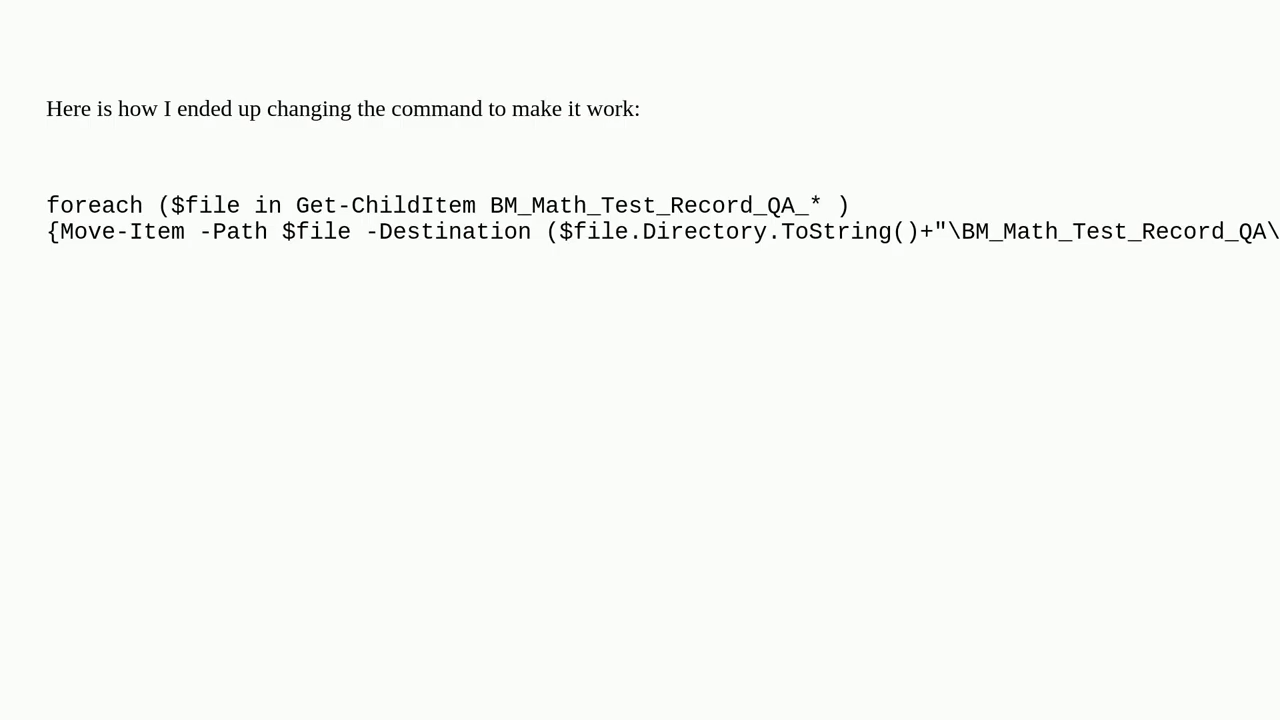 Here is how I ended up changing the command to make it work:
foreach ($file in Get-ChildItem BM_Math_Test_Record_QA_* )
{Move-Item -Path $file -Destination ($file.Directory.ToString()+"\BM_Math_Test_Record_QA\